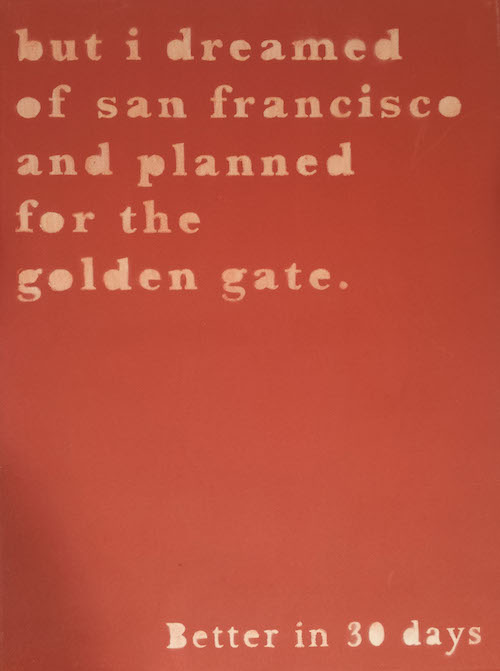 but i dreamed
of san francisco
and planned
for the
golden gate.
Better in 30 days